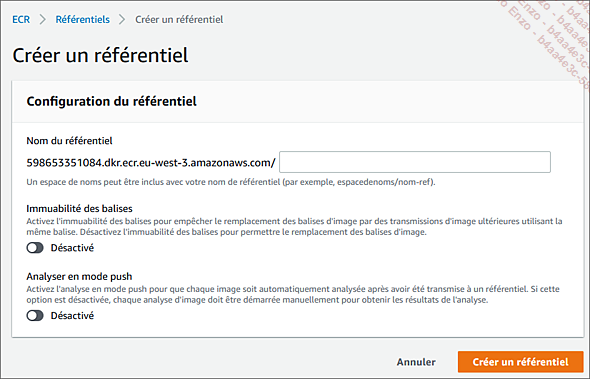 ECR > Référentiels > Créer un référentiel
Créer un référentiel
Configuration du référentiel
Nom du référentiel
598653351084.dkr.ecr.eu-west-3.amazonaws.com/
Un espace de noms peut être inclus avec votre nom de référentiel (par exemple, espacedenoms/nom-ref).
Immuabilité des balises
Activez l'immuabilité des balises pour empêcher le remplacement des balises d'image par des transmissions d'image ultérieures utilisant la
même balise. Désactivez l'immuabilité des balises pour permettre le remplacement des balises d'image.
Désactivé
Analyser en mode push
Activez l'analyse en mode push pour que chaque image soit automatiquement analysée après avoir été transmise à un référentiel. Si cette
option est désactivée, chaque analyse d'image doit être démarrée manuellement pour obtenir les résultats de l'analyse.
Désactivé
Annuler
Créer un référentiel
Enzo - b4aa4e3c-58